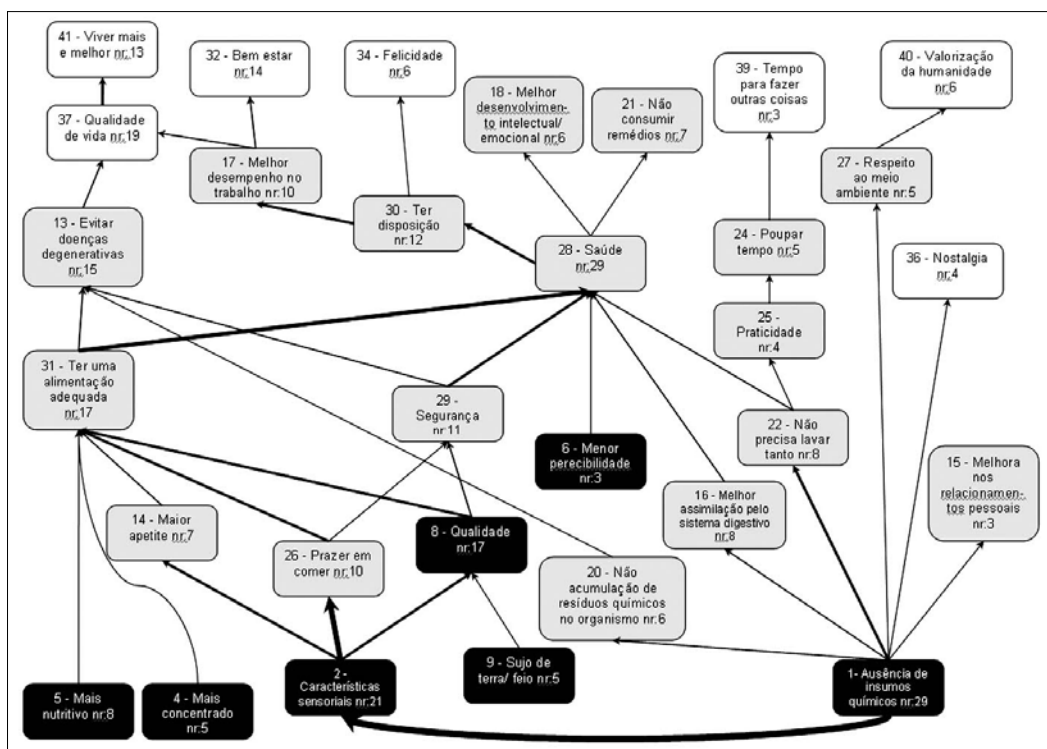 41 - Viver mais
e melhor nr:13
32 - Bem estar
nr:14
34 - Felicidade
nr:6
39 - Tempo
para fazer
outras coisas
nr:3
40 - Valorização
da humanidade
nr:6
37 - Qualidade
de vida nr:19
18 - Melhor
desenvolvimen-
to intelectual/
emocional nr:6
21 - Não
consumir
remédios nr:7
17 - Melhor
desempenho no
trabalho nr:10
27 - Respeito
ao meio
ambiente nr:5
13 - Evitar
doenças
degenerativas
nr:15
30 - Ter
disposição
nr:12
28 - Saúde
nr:29
24 - Poupar
tempo nr:5
36 - Nostalgia
nr:4
25 -
Praticidade
nr:4
31 - Ter uma
alimentação
adequada
nr:17
29 -
Segurança
nr:11
6 - Menor
perecibilidade
nr:3
22 - Não
precisa lavar
tanto nr:8
15 - Melhora
nos
relacionamen-
tos pessoais
nr:3
14 - Maior
apetite nr:7
26 - Prazer em
comer nr:10
8 - Qualidade
nr:17
16 - Melhor
assimilação pelo
sistema digestivo
nr:8
20 - Não
acumulação de
resíduos químicos
no organismo nr:6
5 - Mais
nutritivo nr:8
4 - Mais
concentrado
nr:5
2 -
Características
sensoriais nr:21
9 - Sujo de
terra/ feio nr:5
1- Ausência de
insumos
químicos nr:29